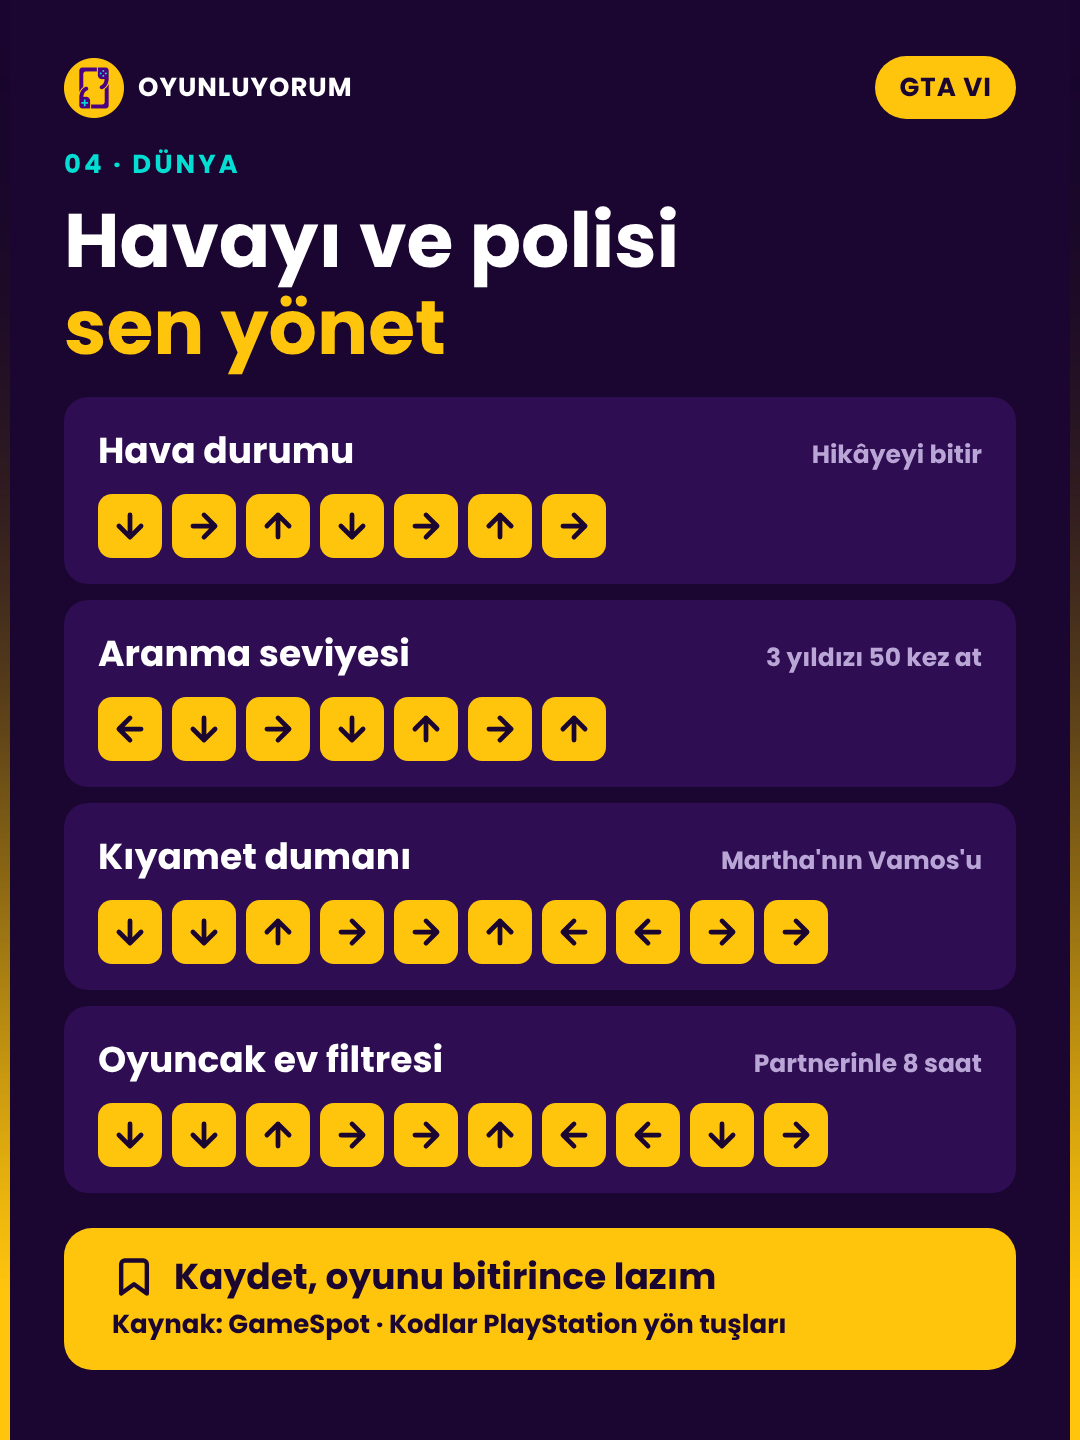 OYUNLUYORUM
GTA VI
04 · DÜNYA
Havayı ve polisi
sen yönet
Hava durumu
Hikâyeyi bitir
↓ → ↑ ↓ → ↑ →
Aranma seviyesi
3 yıldızı 50 kez at
← ↓ → ↓ ↑ → ↑
Kıyamet dumanı
Martha'nın Vamos'u
↓ ↓ ↑ → → ↑ ← ← → →
Oyuncak ev filtresi
Partnerinle 8 saat
↓ ↓ ↑ → → ↑ ← ← ↓ →
Kaydet, oyunu bitirince lazım
Kaynak: GameSpot · Kodlar PlayStation yön tuşları